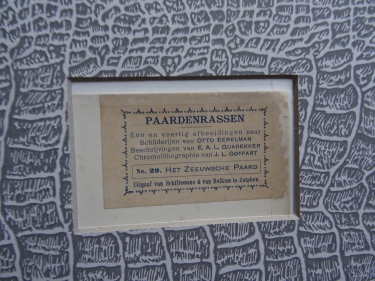 PAARDENRASSEN
Een en veertig afbeeldingen naar
Schilderijen van OTTO EERELMAN
Beschrijvingen van E. A. L. QUADEKKER
Chromolithographie van J. L. GOFFART
No. 29. HET ZEEUWSCHE PAARD
Uitgaaf van Schillemans & van Belkum te Zutphen.